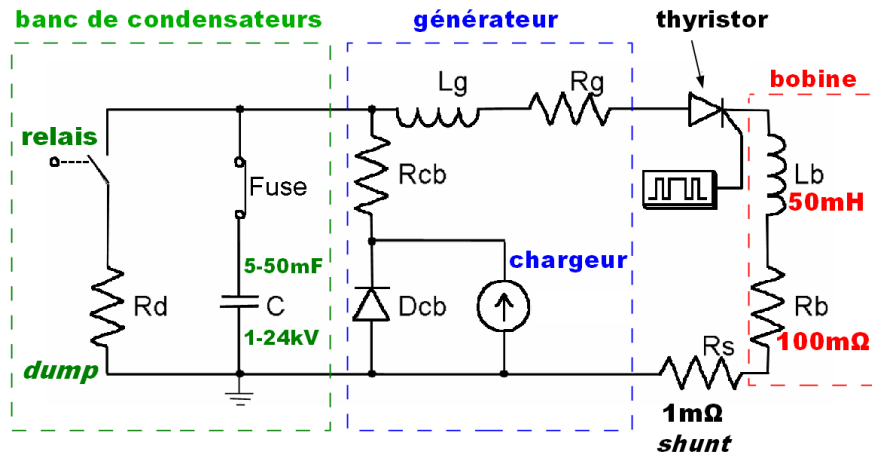 banc de condensateurs
générateur
thyristor
bobine
Lg
Rg
relais
Fuse
Rcb
Lb
50mH
5-50mF
chargeur
Rd
C
Dcb
Rb
1-24kV
100mΩ
dump
Rs
1mΩ
shunt